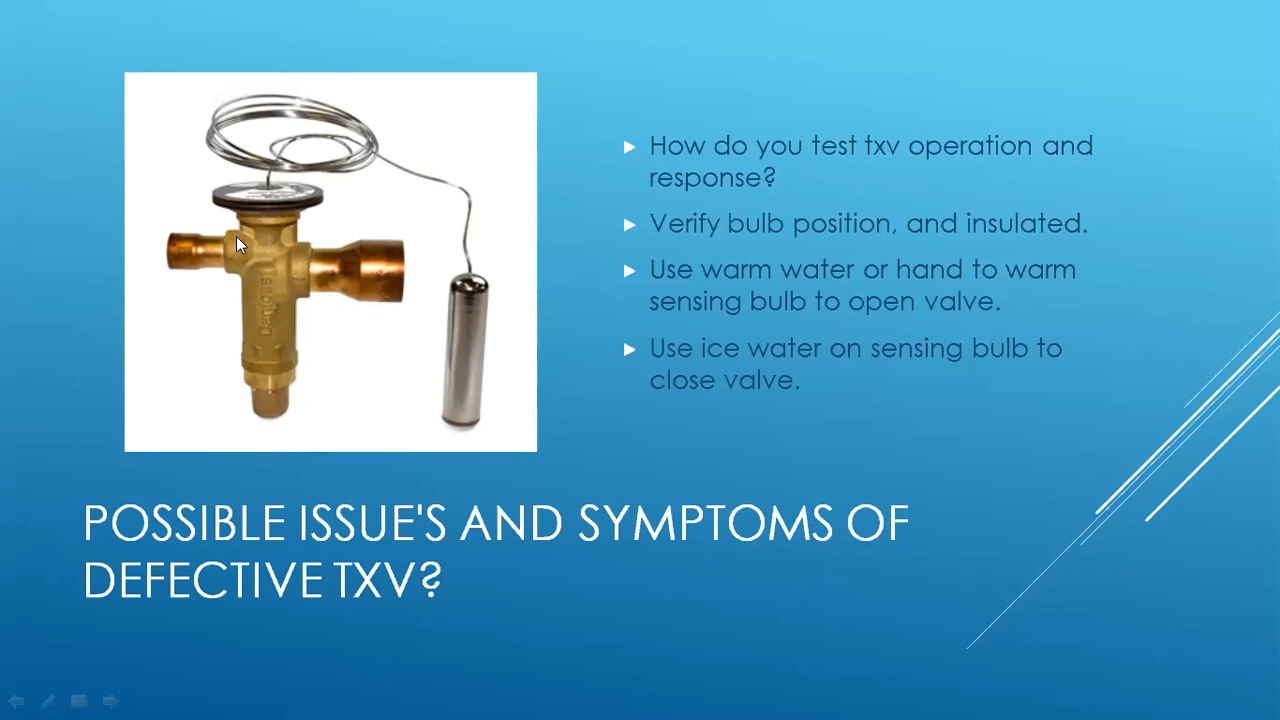 How do you test txv operation and
response?
Verify bulb position, and insulated.
Use warm water or hand to warm
sensing bulb to open valve.
Use ice water on sensing bulb to
close valve.
POSSIBLE ISSUE'S AND SYMPTOMS OF
DEFECTIVE TXV?
Danfoss